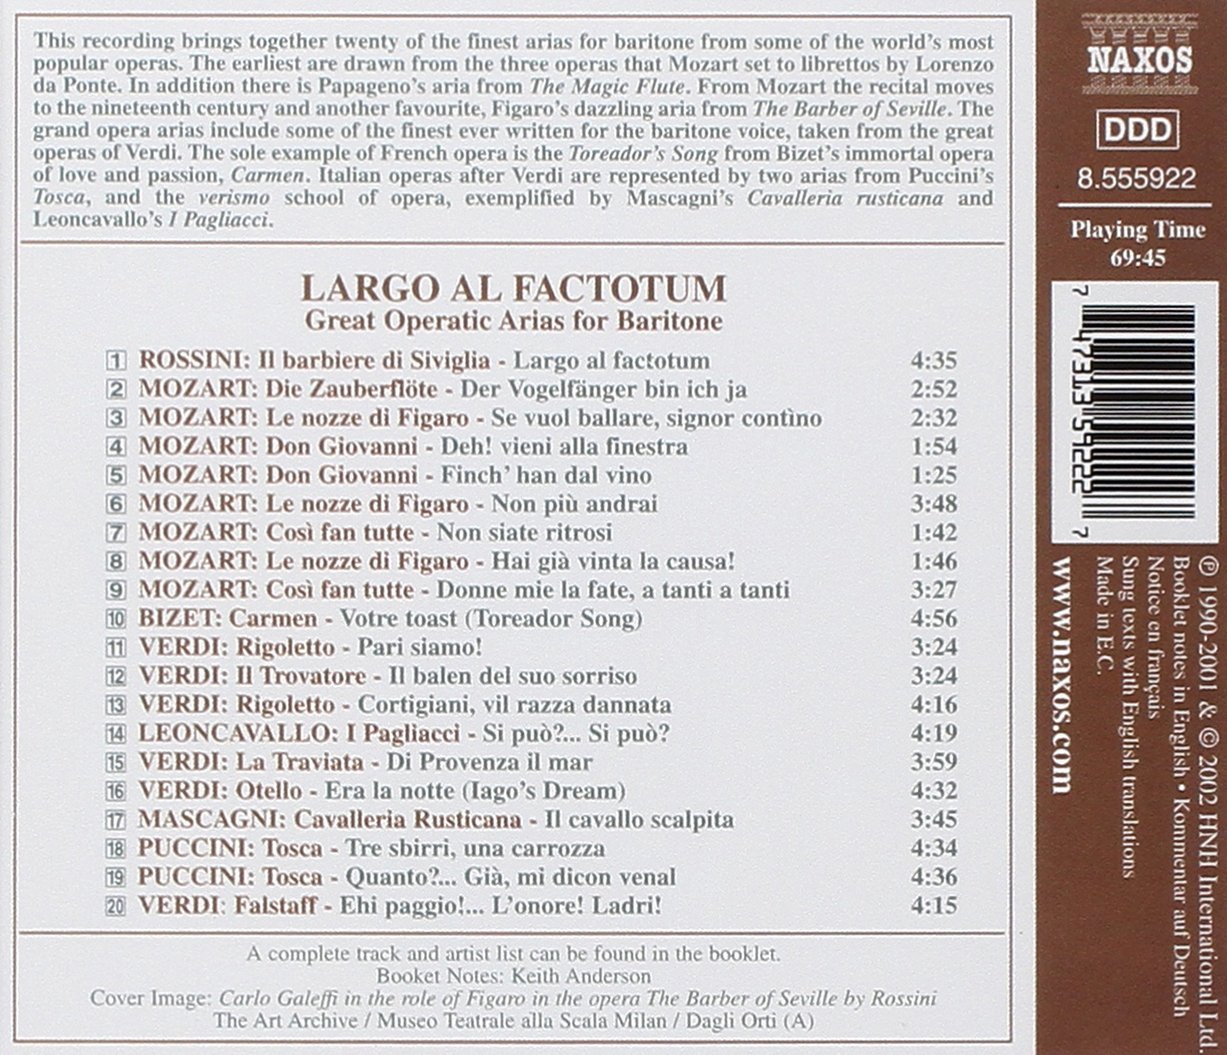 This recording brings together twenty of the finest arias for baritone from some of the world's most
popular operas. The earliest are drawn from the three operas that Mozart set to librettos by Lorenzo
da Ponte. In addition there is Papageno's aria from The Magic Flute. From Mozart the recital moves
to the nineteenth century and another favourite, Figaro's dazzling aria from The Barber of Seville. The
grand opera arias include some of the finest ever written for the baritone voice, taken from the great
operas of Verdi. The sole example of French opera is the Toreador's Song from Bizet's immortal opera
of love and passion, Carmen. Italian operas after Verdi are represented by two arias from Puccini's
Tosca, and the verismo school of opera, exemplified by Mascagni's Cavalleria rusticana and
Leoncavallo's I Pagliacci.
LARGO AL FACTOTUM
Great Operatic Arias for Baritone
1 ROSSINI: Il barbiere di Siviglia - Largo al factotum 4:35
2 MOZART: Die Zauberflöte - Der Vogelfänger bin ich ja 2:52
3 MOZART: Le nozze di Figaro - Se vuol ballare, signor contìno 2:32
4 MOZART: Don Giovanni - Deh! vieni alla finestra 1:54
5 MOZART: Don Giovanni - Finch' han dal vino 1:25
6 MOZART: Le nozze di Figaro - Non più andrai 3:48
7 MOZART: Così fan tutte - Non siate ritrosi 1:42
8 MOZART: Le nozze di Figaro - Hai già vinta la causa! 1:46
9 MOZART: Così fan tutte - Donne mie la fate, a tanti a tanti 3:27
10 BIZET: Carmen - Votre toast (Toreador Song) 4:56
11 VERDI: Rigoletto - Pari siamo! 3:24
12 VERDI: Il Trovatore - Il balen del suo sorriso 3:24
13 VERDI: Rigoletto - Cortigiani, vil razza dannata 4:16
14 LEONCAVALLO: I Pagliacci - Si può?... Si può? 4:19
15 VERDI: La Traviata - Di Provenza il mar 3:59
16 VERDI: Otello - Era la notte (Iago's Dream) 4:32
17 MASCAGNI: Cavalleria Rusticana - Il cavallo scalpita 3:45
18 PUCCINI: Tosca - Tre sbirri, una carrozza 4:34
19 PUCCINI: Tosca - Quanto?... Già, mi dicon venal 4:36
20 VERDI: Falstaff - Ehi paggio!... L'onore! Ladri! 4:15
A complete track and artist list can be found in the booklet.
Booket Notes: Keith Anderson
Cover Image: Carlo Galeffi in the role of Figaro in the opera The Barber of Seville by Rossini
The Art Archive / Museo Teatrale alla Scala Milan / Dagli Orti (A)
NAXOS
DDD
8.555922
Playing Time
69:45
7 47313 59222 7
℗ 1990-2001 & © 2002 HNH International Ltd.
Booklet notes in English • Kommentar auf Deutsch
Notice en français
Sung texts with English translations
Made in E.C.
www.naxos.com